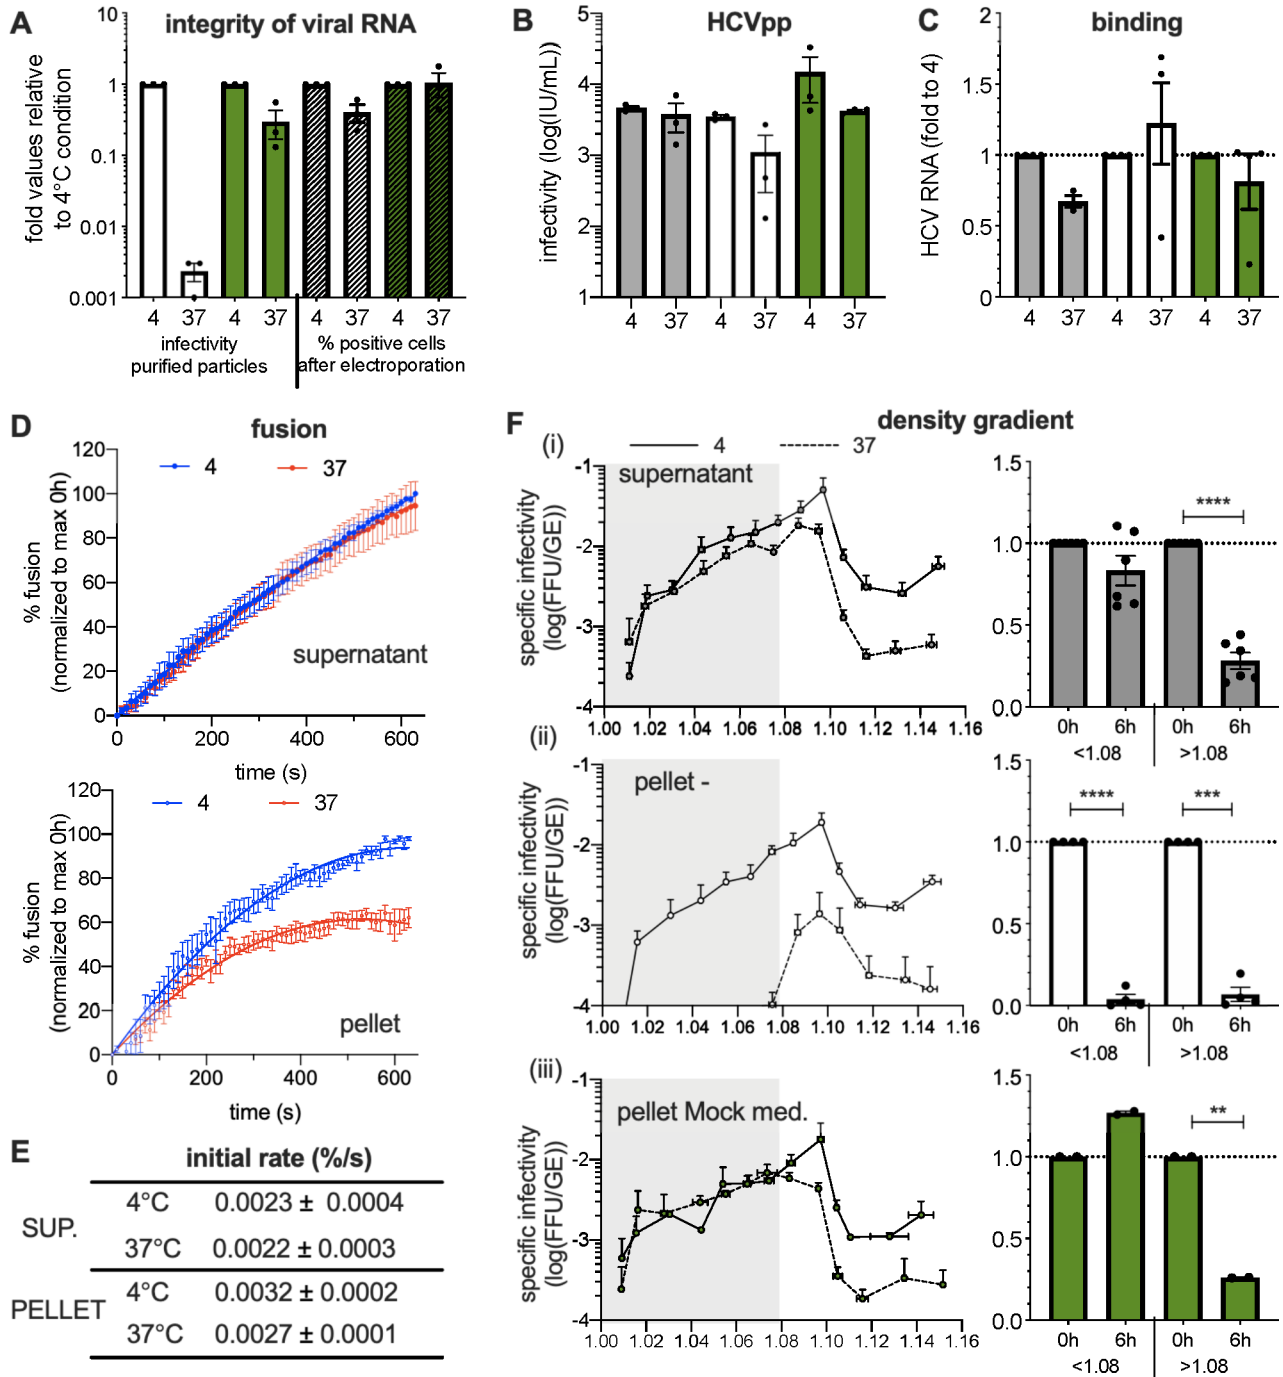 A
integrity of viral RNA
fold values relative
to 4°C condition
10
1
0.1
0.01
0.001
4
37
4
37
4
37
4
37
infectivity
purified particles
% positive cells
after electroporation
B
HCVpp
infectivity (log(IU/mL))
5
4
3
2
1
4
37
4
37
4
37
C
binding
HCV RNA (fold to 4)
2
1.5
1
0.5
0
4
37
4
37
4
37
D
fusion
4
37
% fusion
(normalized to max 0h)
120
100
80
60
40
20
0
supernatant
0
200
400
600
time (s)
4
37
% fusion
(normalized to max 0h)
120
100
80
60
40
20
0
pellet
0
200
400
600
time (s)
E
initial rate (%/s)
SUP.
4°C 0.0023 ± 0.0004
37°C 0.0022 ± 0.0003
PELLET
4°C 0.0032 ± 0.0002
37°C 0.0027 ± 0.0001
F
density gradient
(i)
4
37
supernatant
specific infectivity
(log(FFU/GE))
-1
-2
-3
-4
1.00 1.02 1.04 1.06 1.08 1.10 1.12 1.14 1.16
1.5
1.0
0.5
0.0
****
0h 6h 0h 6h
<1.08 >1.08
(ii)
pellet -
specific infectivity
(log(FFU/GE))
-1
-2
-3
-4
1.00 1.02 1.04 1.06 1.08 1.10 1.12 1.14 1.16
1.5
1.0
0.5
0.0
**** ***
0h 6h 0h 6h
<1.08 >1.08
(iii)
pellet Mock med.
specific infectivity
(log(FFU/GE))
-1
-2
-3
-4
1.00 1.02 1.04 1.06 1.08 1.10 1.12 1.14 1.16
1.5
1.0
0.5
0.0
**
0h 6h 0h 6h
<1.08 >1.08